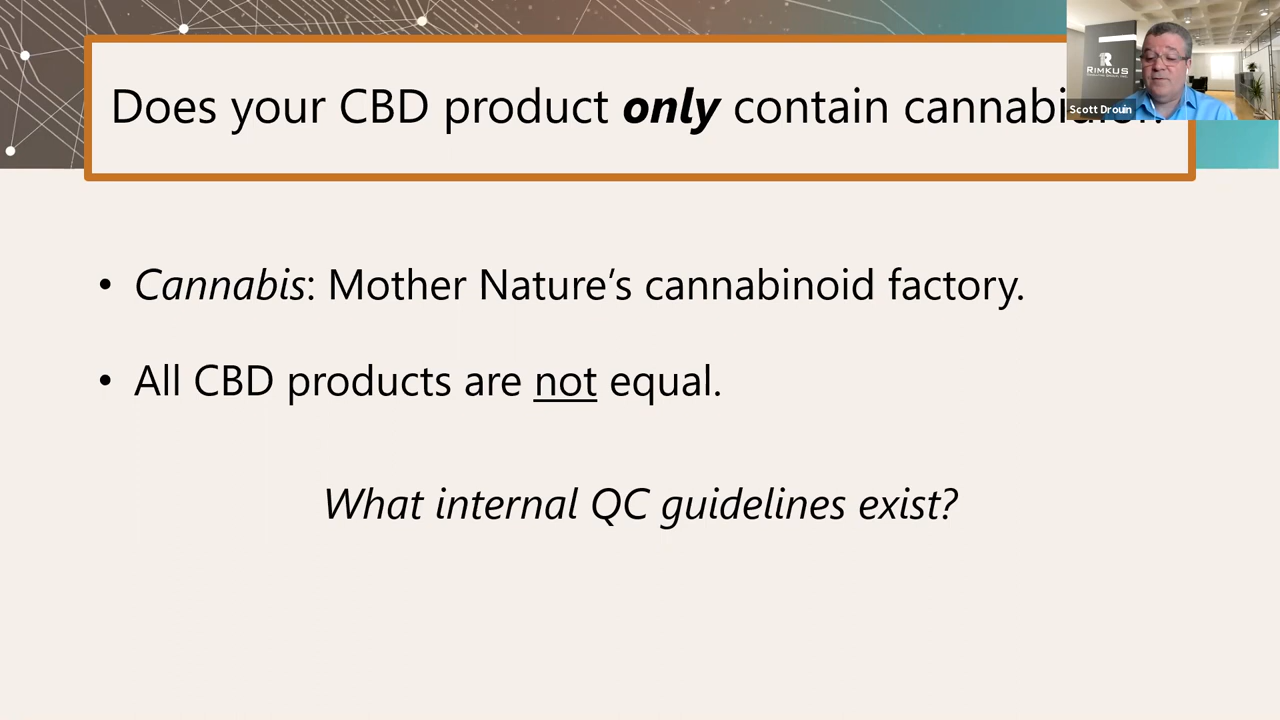 Does your CBD product only contain
RIMKUS
Scott Drouin
• Cannabis: Mother Nature's cannabinoid factory.
• All CBD products are not equal.
What internal QC guidelines exist?